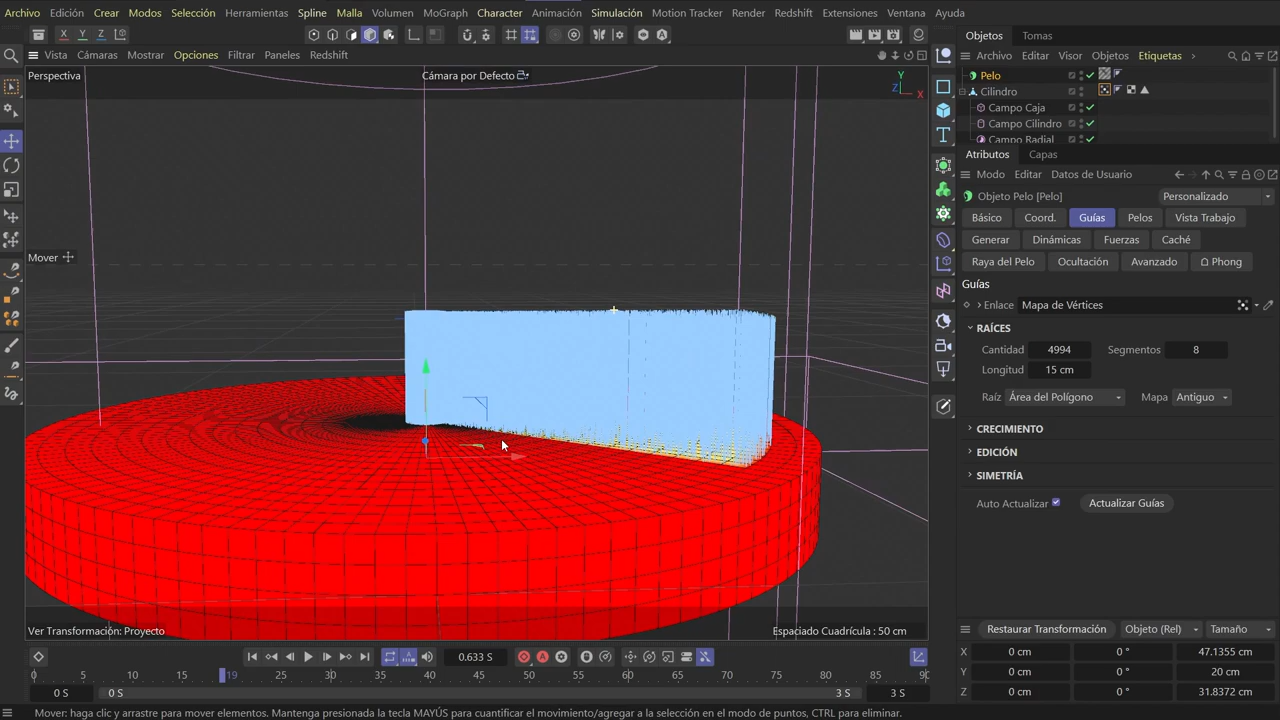 Archivo Edición Crear Modos Selección Herramientas Spline Malla Volumen MoGraph Character Animación Simulación Motion Tracker Render Redshift Extensiones Ventana Ayuda
X Y Z
Vista Cámaras Mostrar Opciones Filtrar Paneles Redshift
Perspectiva
Cámara por Defecto
Y
Z
X
Mover
Ver Transformación: Proyecto
Espaciado Cuadrícula : 50 cm
Objetos Tomas
Archivo Editar Visor Objetos Etiquetas
Pelo
Cilindro
Campo Caja
Campo Cilindro
Campo Radial
Atributos Capas
Modo Editar Datos de Usuario
Objeto Pelo [Pelo] Personalizado
Básico Coord. Guías Pelos Vista Trabajo
Generar Dinámicas Fuerzas Caché
Raya del Pelo Ocultación Avanzado Phong
Guías
Enlace Mapa de Vértices
RAÍCES
Cantidad 4994 Segmentos 8
Longitud 15 cm
Raíz Área del Polígono Mapa Antiguo
CRECIMIENTO
EDICIÓN
SIMETRÍA
Auto Actualizar Actualizar Guías
Restaurar Transformación Objeto (Rel) Tamaño
X 0 cm 0 ° 47.1355 cm
Y 0 cm 0 ° 20 cm
Z 0 cm 0 ° 31.8372 cm
0.633 S
0 5 10 15 19 25 30 35 40 45 50 55 60 65 70 75 80 85 90
0 S 0 S 3 S 3 S
Mover: haga clic y arrastre para mover elementos. Mantenga presionada la tecla MAYÚS para cuantificar el movimiento/agregar a la selección en el modo de puntos, CTRL para eliminar.